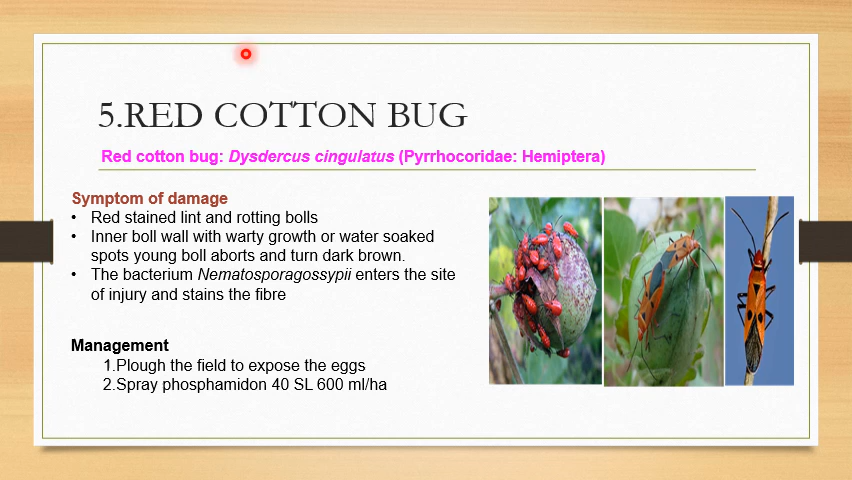 5.RED COTTON BUG
Red cotton bug: Dysdercus cingulatus (Pyrrhocoridae: Hemiptera)
Symptom of damage
• Red stained lint and rotting bolls
• Inner boll wall with warty growth or water soaked
spots young boll aborts and turn dark brown.
• The bacterium Nematosporagossypii enters the site
of injury and stains the fibre
Management
1.Plough the field to expose the eggs
2.Spray phosphamidon 40 SL 600 ml/ha